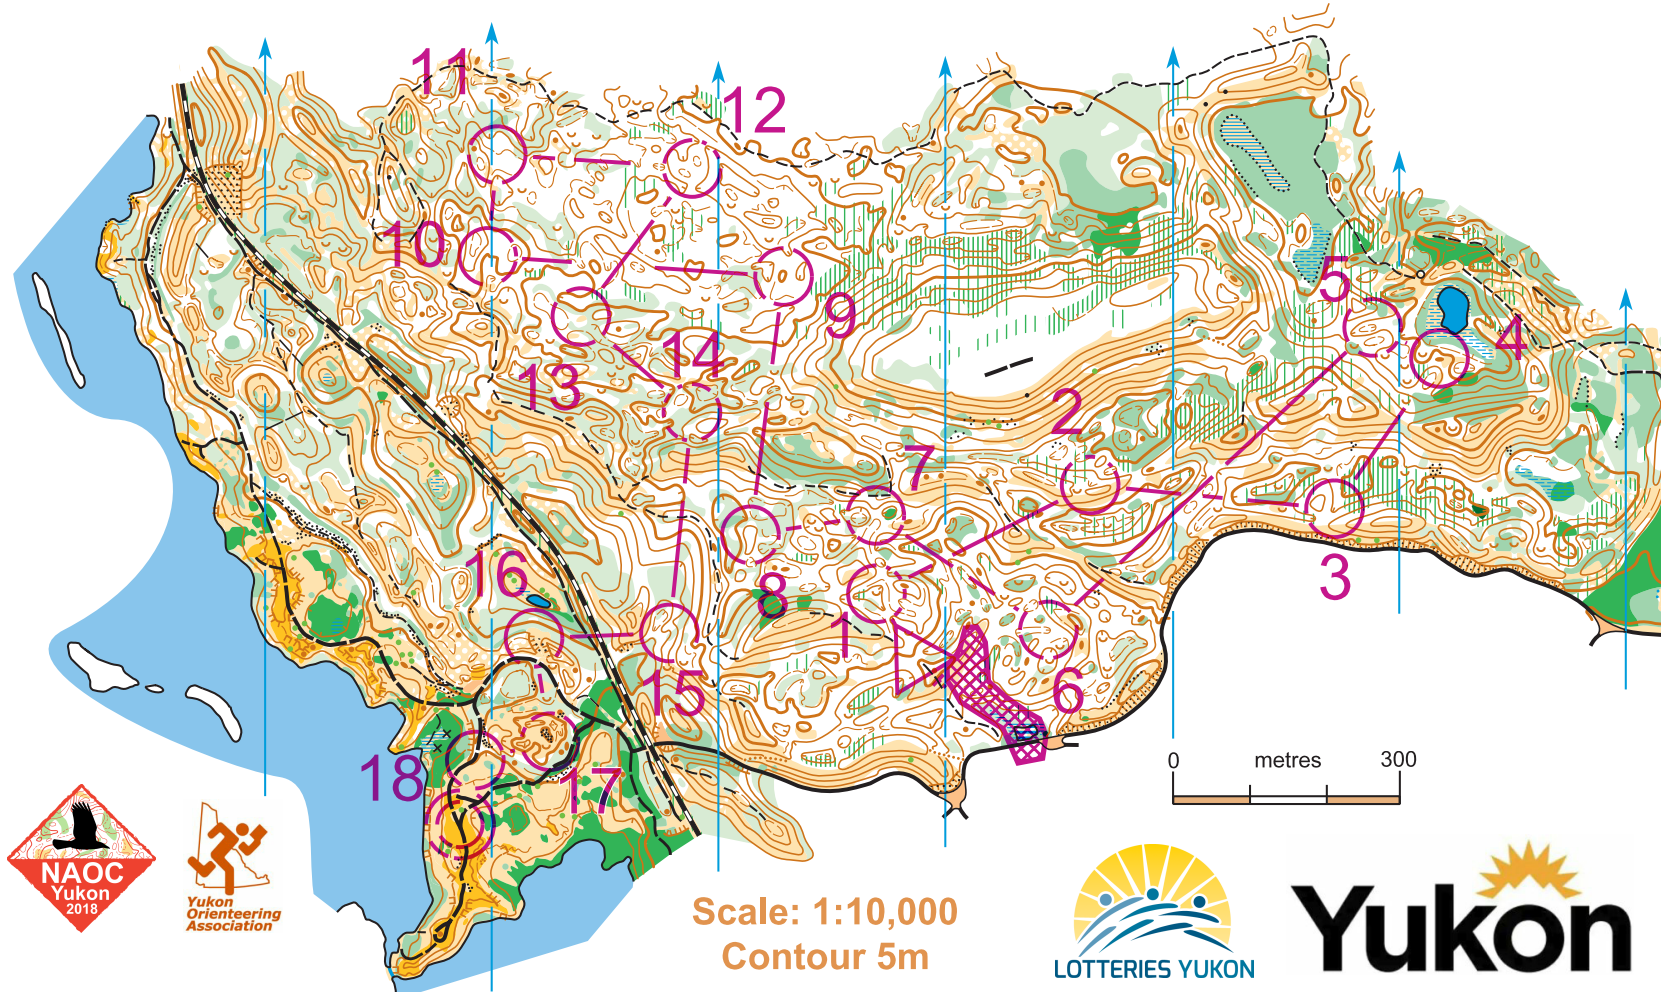 11
12
10
9
5
4
14
13
2
7
3
16
8
1
15
6
18
17
0 metres 300
NAOC
Yukon
2018
Yukon
Orienteering
Association
Scale: 1:10,000
Contour 5m
LOTTERIES YUKON
Yukon